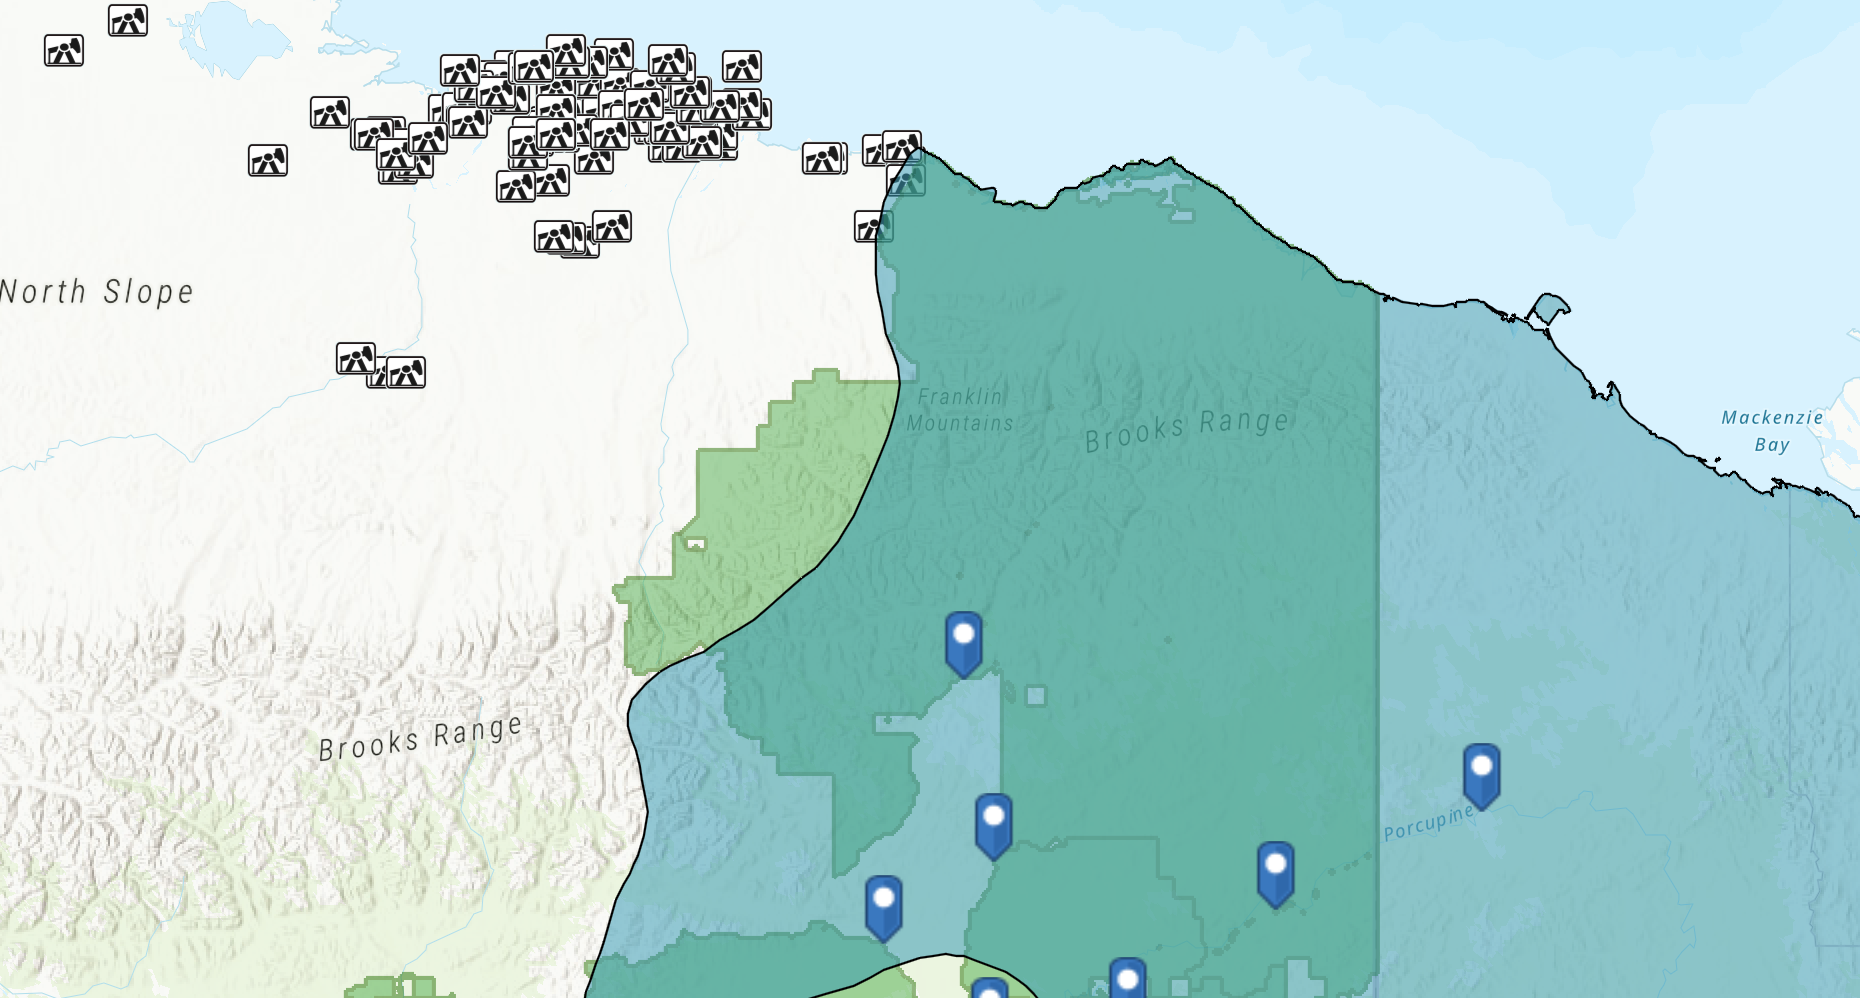 North Slope
Franklin
Mountains
Brooks Range
Mackenzie
Bay
Brooks Range
Porcupine